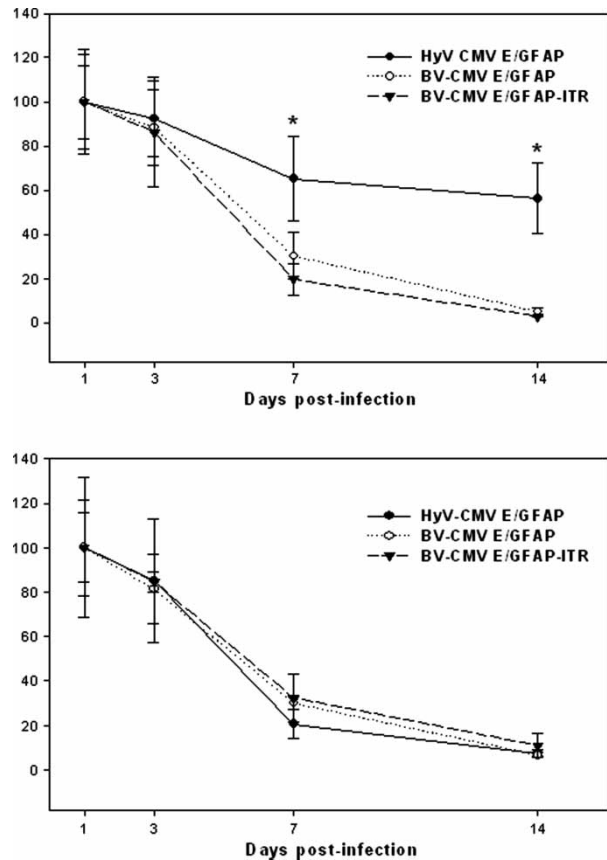 140
120
100
80
60
40
20
0
HyV CMV E/GFAP
BV-CMV E/GFAP
BV-CMV E/GFAP-ITR
*
*
1 3 7 14
Days post-infection
140
120
100
80
60
40
20
0
HyV-CMV E/GFAP
BV-CMV E/GFAP
BV-CMV E/GFAP-ITR
1 3 7 14
Days post-infection